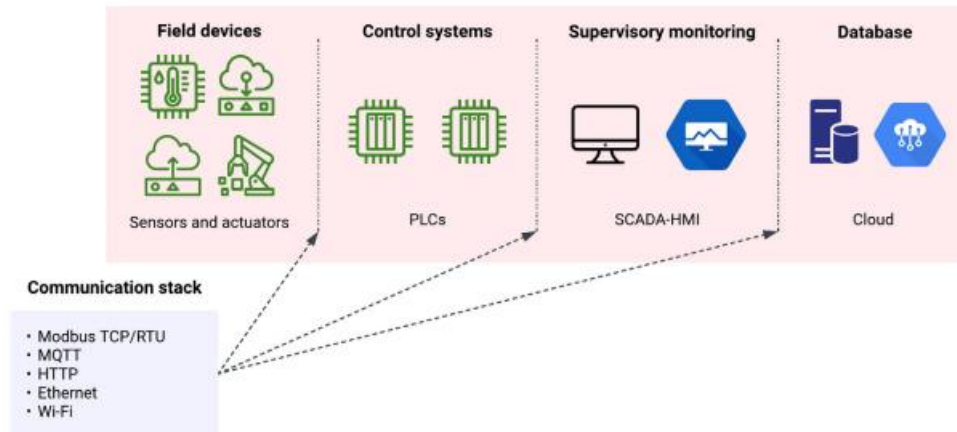 Field devices
Control systems
Supervisory monitoring
Database
Sensors and actuators
PLCs
SCADA-HMI
Cloud
Communication stack
• Modbus TCP/RTU
• MQTT
• HTTP
• Ethernet
• Wi-Fi